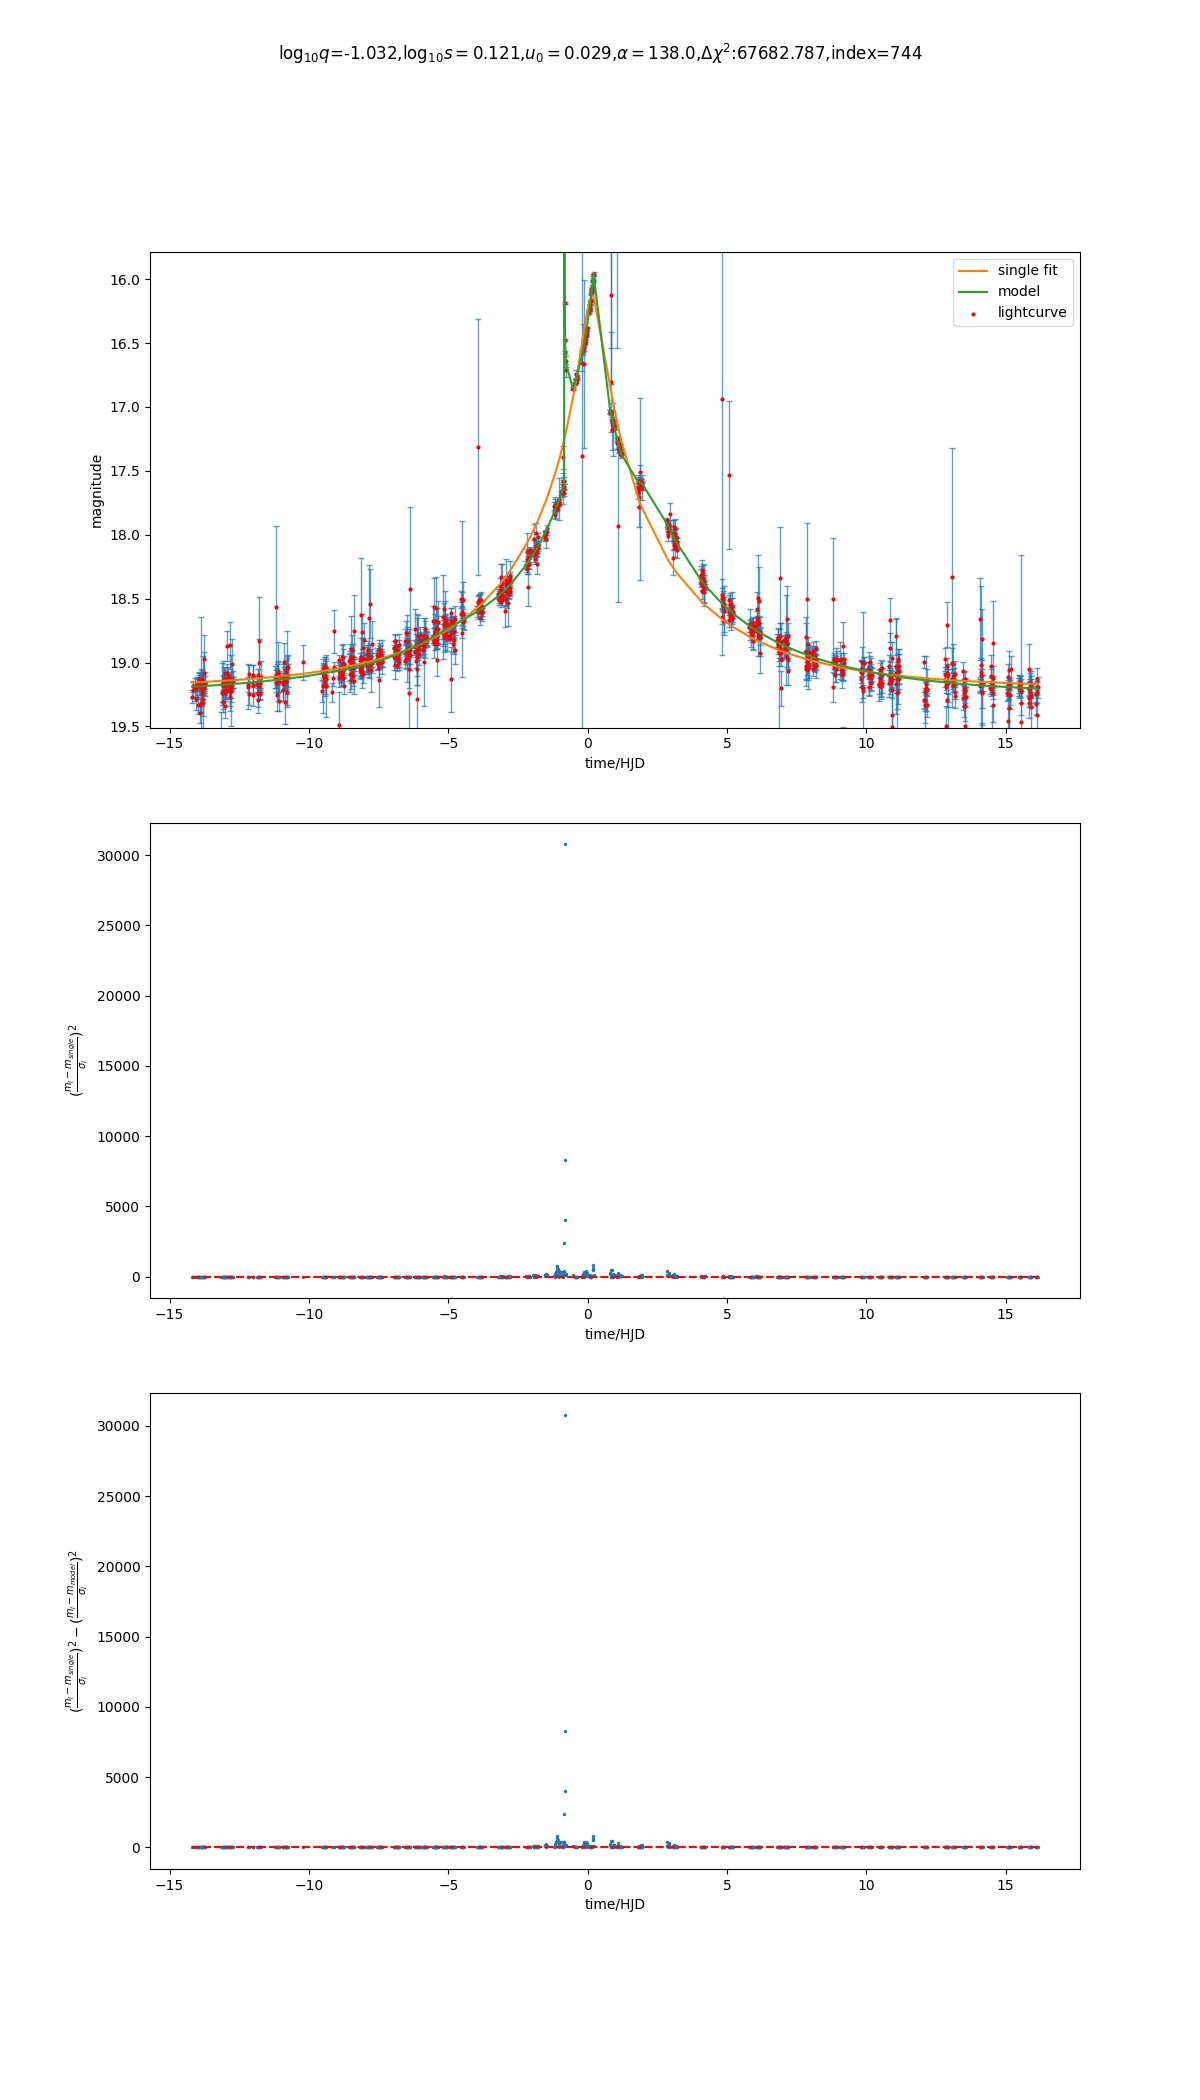 log₁₀q=-1.032,log₁₀s = 0.121,u₀ = 0.029,α = 138.0,Δχ²:67682.787,index=744
16.0
16.5
17.0
17.5
18.0
18.5
19.0
19.5
magnitude
single fit
model
lightcurve
−15 −10 −5 0 5 10 15
time/HJD
30000
25000
20000
15000
10000
5000
0
((mᵢ − m_single)/σᵢ)²
−15 −10 −5 0 5 10 15
time/HJD
30000
25000
20000
15000
10000
5000
0
((mᵢ − m_single)/σᵢ)² − ((mᵢ − m_model)/σᵢ)²
−15 −10 −5 0 5 10 15
time/HJD